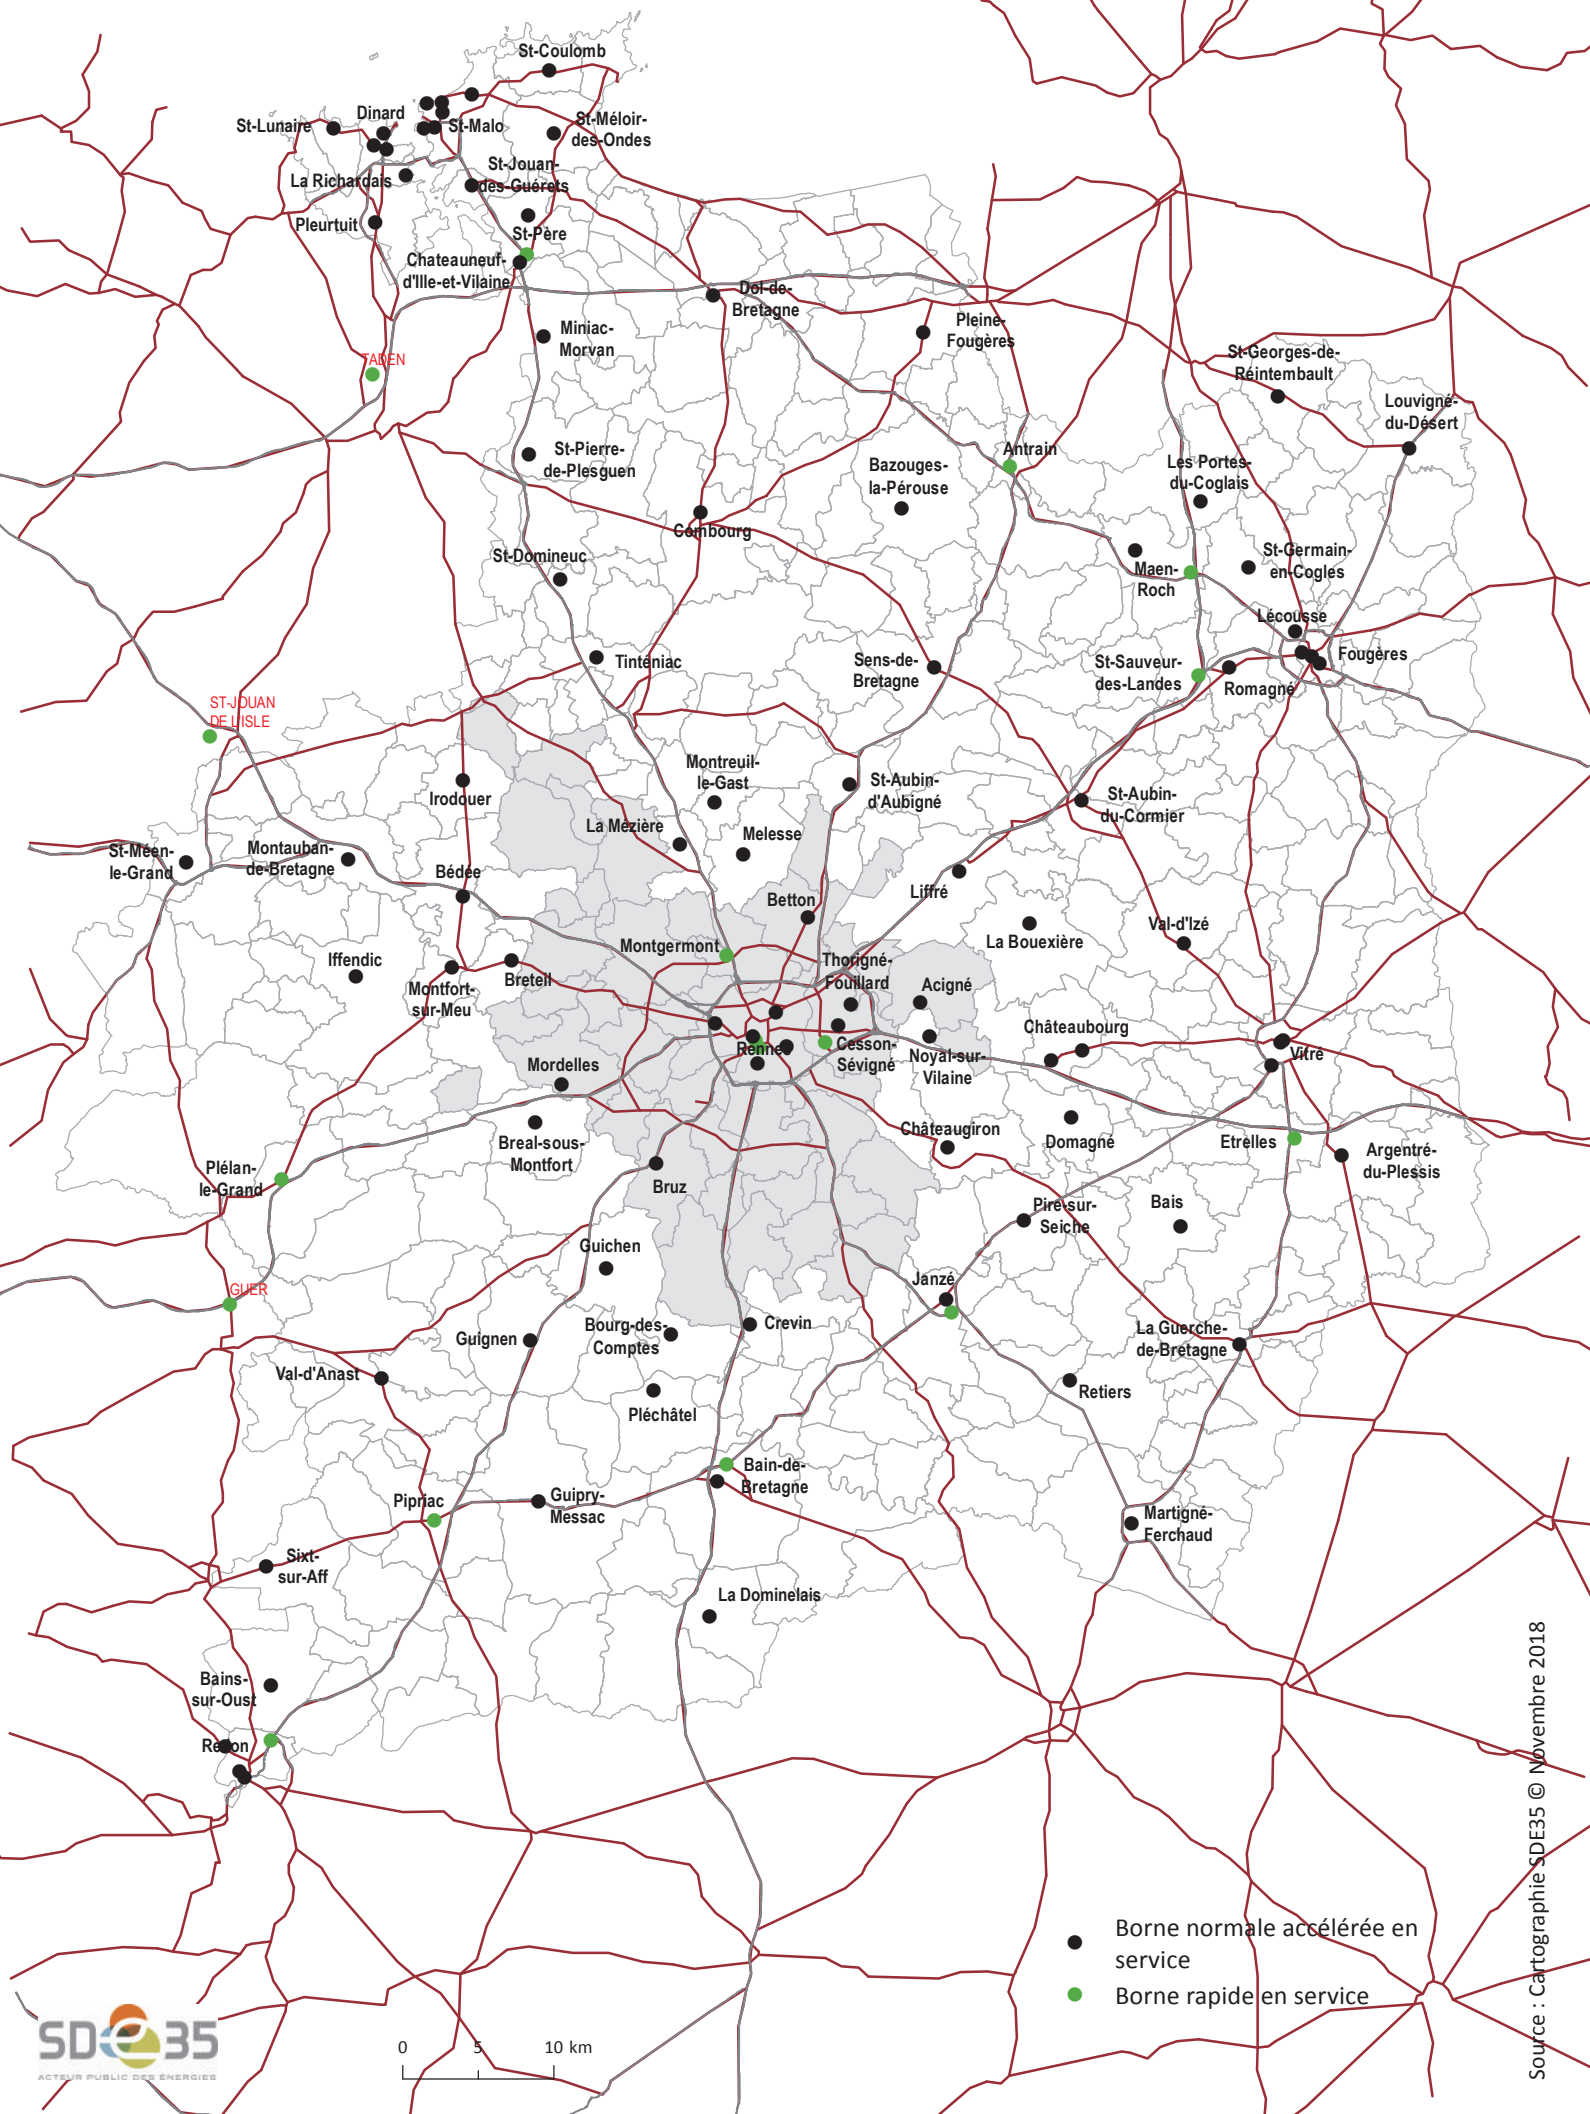 St-Coulomb
Dinard
St-Lunaire
St-Malo
St-Méloir-
des-Ondes
St-Jouan-
des-Guérets
La Richardais
Pleurtuit
St-Père
Chateauneuf-
d'Ille-et-Vilaine
Dol-de-
Bretagne
Miniac-
Morvan
Pleine-
Fougères
TADEN
St-Georges-de-
Réintembault
Louvigné-
du-Désert
St-Pierre-
de-Plesguen
Antrain
Bazouges-
la-Pérouse
Les Portes-
du-Coglais
Combourg
St-Domineuc
Maen-
Roch
St-Germain-
en-Cogles
Lécousse
Tinténiac
Sens-de-
Bretagne
St-Sauveur-
des-Landes
Romagné
Fougères
ST-JOUAN
DE L'ISLE
Montreuil-
le-Gast
Irodouer
St-Aubin-
d'Aubigné
St-Aubin-
du-Cormier
La Mézière
Melesse
St-Méen-
le-Grand
Montauban-
de-Bretagne
Bédée
Liffré
Betton
La Bouexière
Val-d'Izé
Montgermont
Iffendic
Montfort-
sur-Meu
Breteil
Thorigné-
Fouillard
Acigné
Châteaubourg
Rennes
Cesson-
Sévigné
Noyal-sur-
Vilaine
Vitré
Mordelles
Breal-sous-
Montfort
Châteaugiron
Domagné
Etrelles
Argentré-
du-Plessis
Plélan-
le-Grand
Bruz
Piré-sur-
Seiche
Bais
Guichen
GUER
Janzé
Guignen
Bourg-des-
Comptes
Crevin
La Guerche-
de-Bretagne
Val-d'Anast
Retiers
Pléchâtel
Bain-de-
Bretagne
Pipriac
Guipry-
Messac
Martigné-
Ferchaud
Sixt-
sur-Aff
La Dominelais
Bains-
sur-Oust
Redon
Borne normale accélérée en
service
Borne rapide en service
Source : Cartographie SDE35 © Novembre 2018
SDe35
ACTEUR PUBLIC DES ÉNERGIES
0 5 10 km